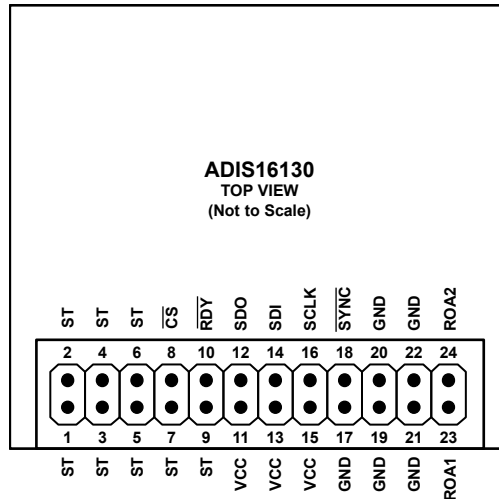 ADIS16130
TOP VIEW
(Not to Scale)
ST ST ST CS RDY SDO SDI SCLK SYNC GND GND ROA2
2 4 6 8 10 12 14 16 18 20 22 24
1 3 5 7 9 11 13 15 17 19 21 23
ST ST ST ST ST VCC VCC VCC GND GND GND ROA1